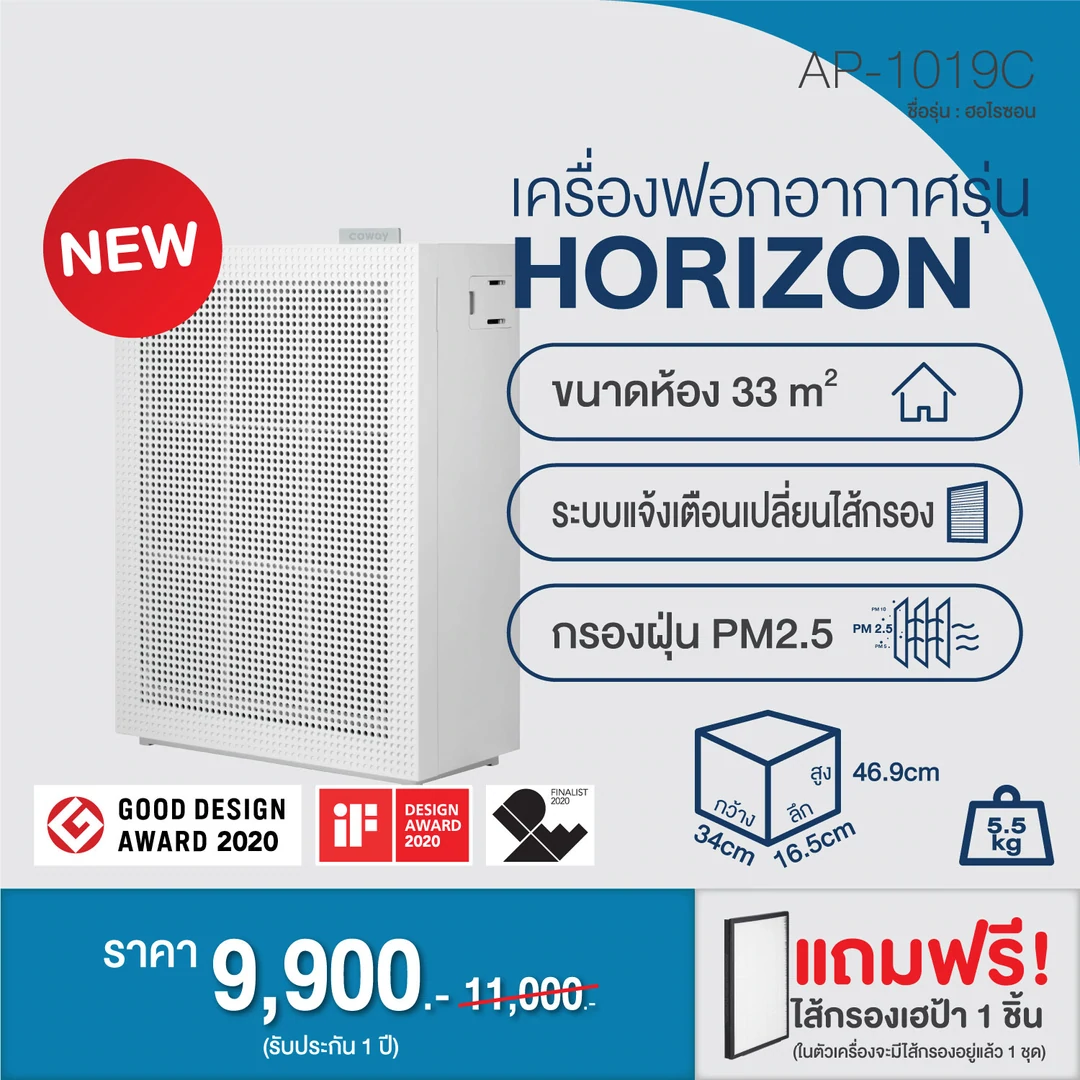 AP-1019C
ชื่อรุ่น : ฮอไรซอน
NEW
coway
เครื่องฟอกอากาศรุ่น
HORIZON
ขนาดห้อง 33 m²
ระบบแจ้งเตือนเปลี่ยนไส้กรอง
กรองฝุ่น PM2.5
PM 10
PM 2.5
PM 5
สูง
46.9cm
กว้าง
34cm
ลึก
16.5cm
5.5
kg
GOOD DESIGN
AWARD 2020
iF
DESIGN
AWARD
2020
FINALIST
2020
ราคา 9,900.- 11,000.-
(รับประกัน 1 ปี)
แถมฟรี!
ไส้กรองเฮป้า 1 ชิ้น
(ในตัวเครื่องจะมีไส้กรองอยู่แล้ว 1 ชุด)